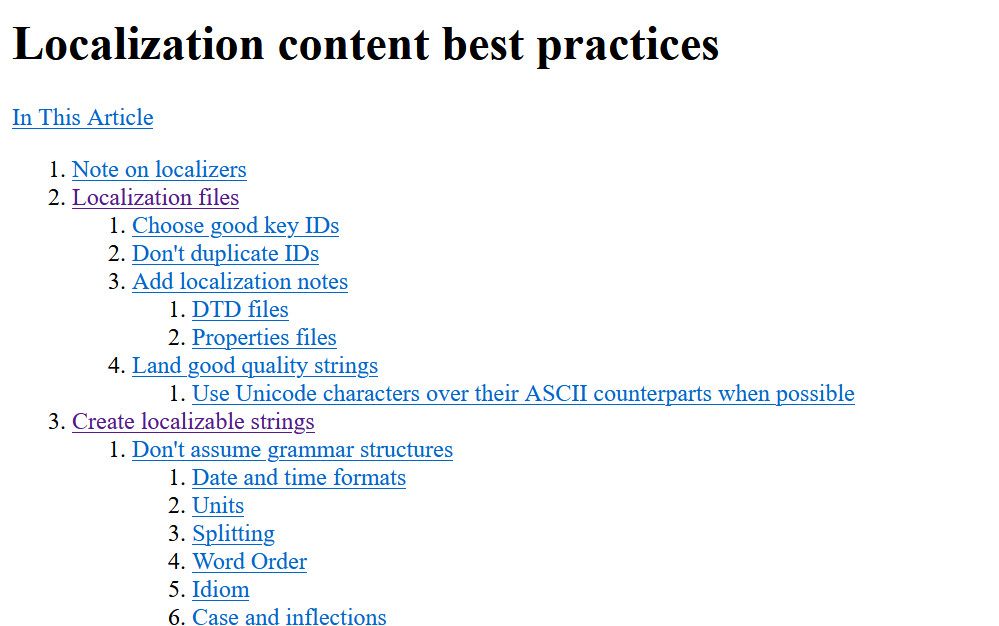 Localization content best practices
In This Article
1. Note on localizers
2. Localization files
1. Choose good key IDs
2. Don't duplicate IDs
3. Add localization notes
1. DTD files
2. Properties files
4. Land good quality strings
1. Use Unicode characters over their ASCII counterparts when possible
3. Create localizable strings
1. Don't assume grammar structures
1. Date and time formats
2. Units
3. Splitting
4. Word Order
5. Idiom
6. Case and inflections